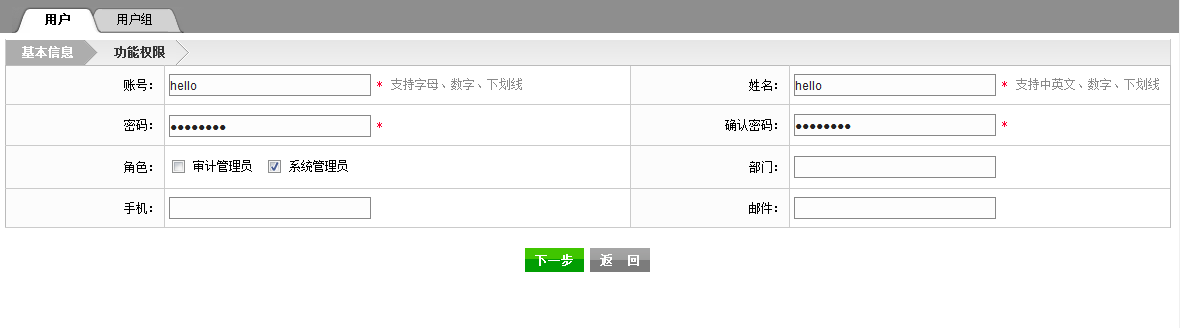 用户 用户组
基本信息 功能权限
账号： hello * 支持字母、数字、下划线 姓名： hello * 支持中英文、数字、下划线
密码： ●●●●●●●● * 确认密码： ●●●●●●●● *
角色： 审计管理员 系统管理员 部门：
手机： 邮件：
下一步 返 回